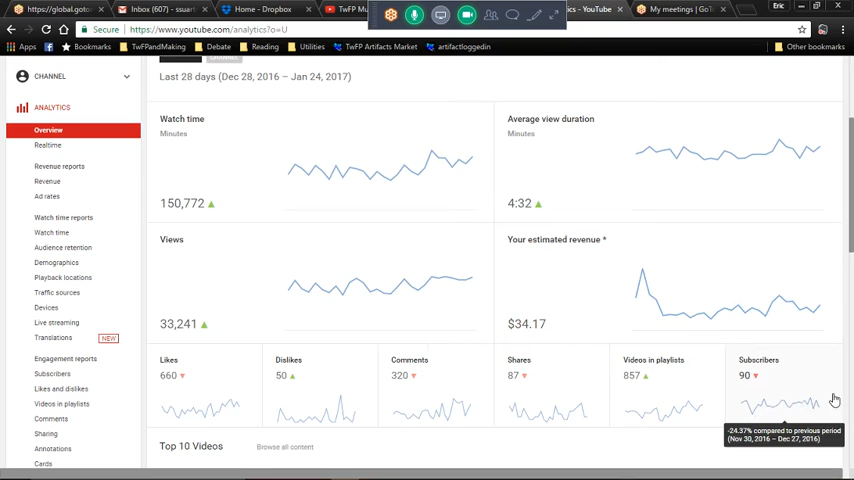 https://global.goto
Inbox (607) - ssuart
Home - Dropbox
TwFP Mu
cs - YouTube
My meetings | GoTo
Eric
Secure https://www.youtube.com/analytics?o=U
Apps
Bookmarks
TwFPandMaking
Debate
Reading
Utilities
TwFP Artifacts Market
artifactloggedin
Other bookmarks
CHANNEL
ANALYTICS
Overview
Realtime
Revenue reports
Revenue
Ad rates
Watch time reports
Watch time
Audience retention
Demographics
Playback locations
Traffic sources
Devices
Live streaming
Translations NEW
Engagement reports
Subscribers
Likes and dislikes
Videos in playlists
Comments
Sharing
Annotations
Cards
Last 28 days (Dec 28, 2016 – Jan 24, 2017)
Watch time
Minutes
150,772
Average view duration
Minutes
4:32
Views
33,241
Your estimated revenue *
$34.17
Likes
660
Dislikes
50
Comments
320
Shares
87
Videos in playlists
857
Subscribers
90
-24.37% compared to previous period
(Nov 30, 2016 – Dec 27, 2016)
Top 10 Videos
Browse all content